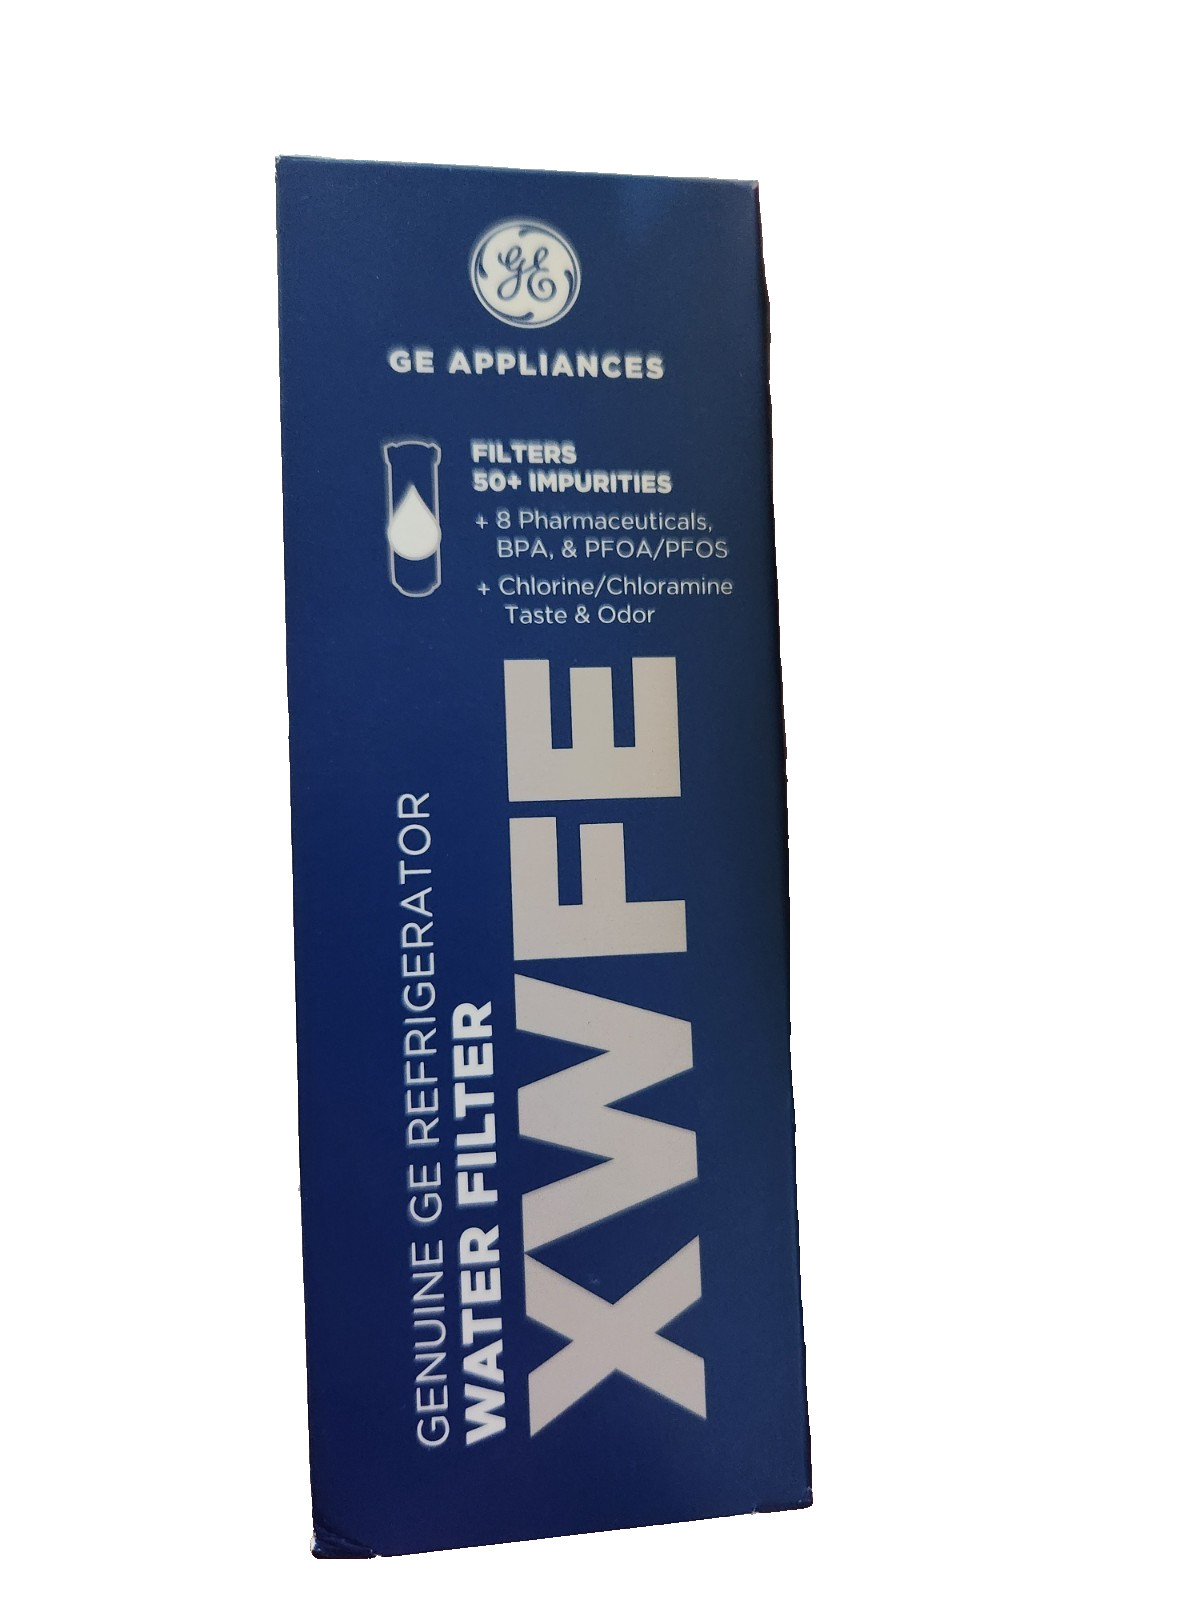 GE
GE APPLIANCES
FILTERS
50+ IMPURITIES
+ 8 Pharmaceuticals,
BPA, & PFOA/PFOS
+ Chlorine/Chloramine
Taste & Odor
GENUINE GE REFRIGERATOR
WATER FILTER
XWFE